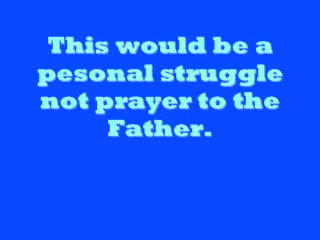 This would be a
pesonal struggle
not prayer to the
Father.